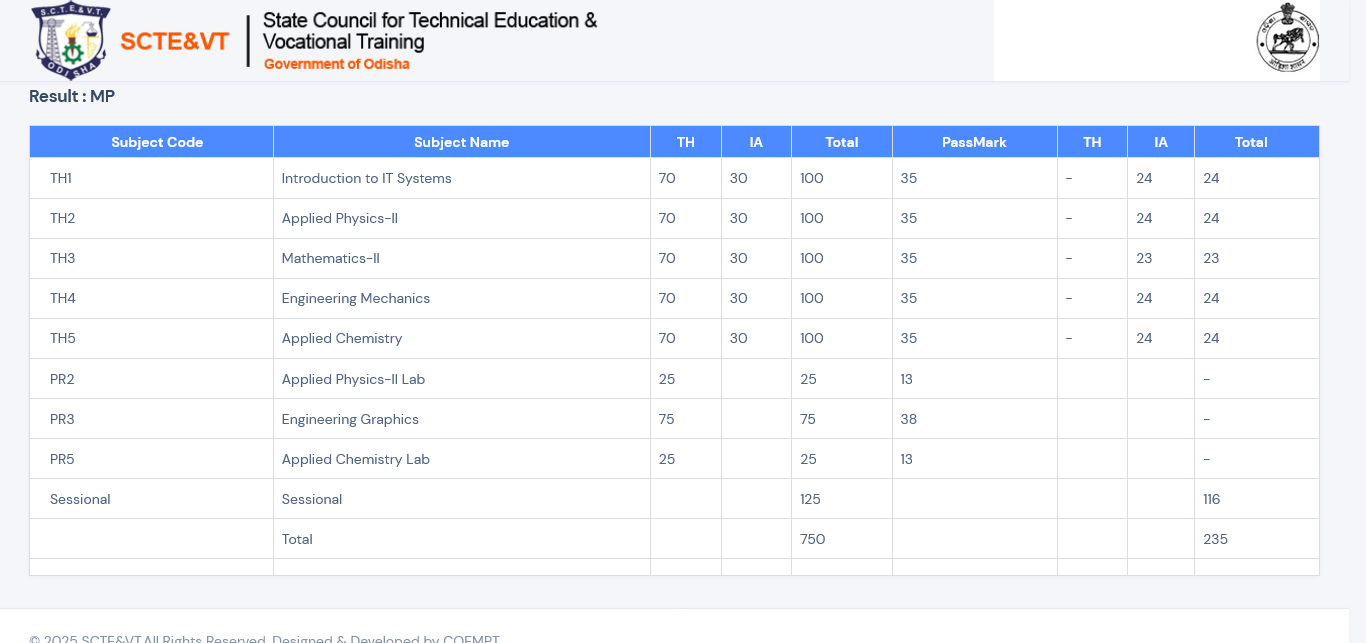 S.C.T.E.&V.T.
ODISHA
SCTE&VT
State Council for Technical Education &
Vocational Training
Government of Odisha
Result : MP
Subject Code Subject Name TH IA Total PassMark TH IA Total
TH1 Introduction to IT Systems 70 30 100 35 - 24 24
TH2 Applied Physics-II 70 30 100 35 - 24 24
TH3 Mathematics-II 70 30 100 35 - 23 23
TH4 Engineering Mechanics 70 30 100 35 - 24 24
TH5 Applied Chemistry 70 30 100 35 - 24 24
PR2 Applied Physics-II Lab 25 25 13 -
PR3 Engineering Graphics 75 75 38 -
PR5 Applied Chemistry Lab 25 25 13 -
Sessional Sessional 125 116
Total 750 235
© 2025 SCTE&VT.All Rights Reserved. Designed & Developed by COEMPT